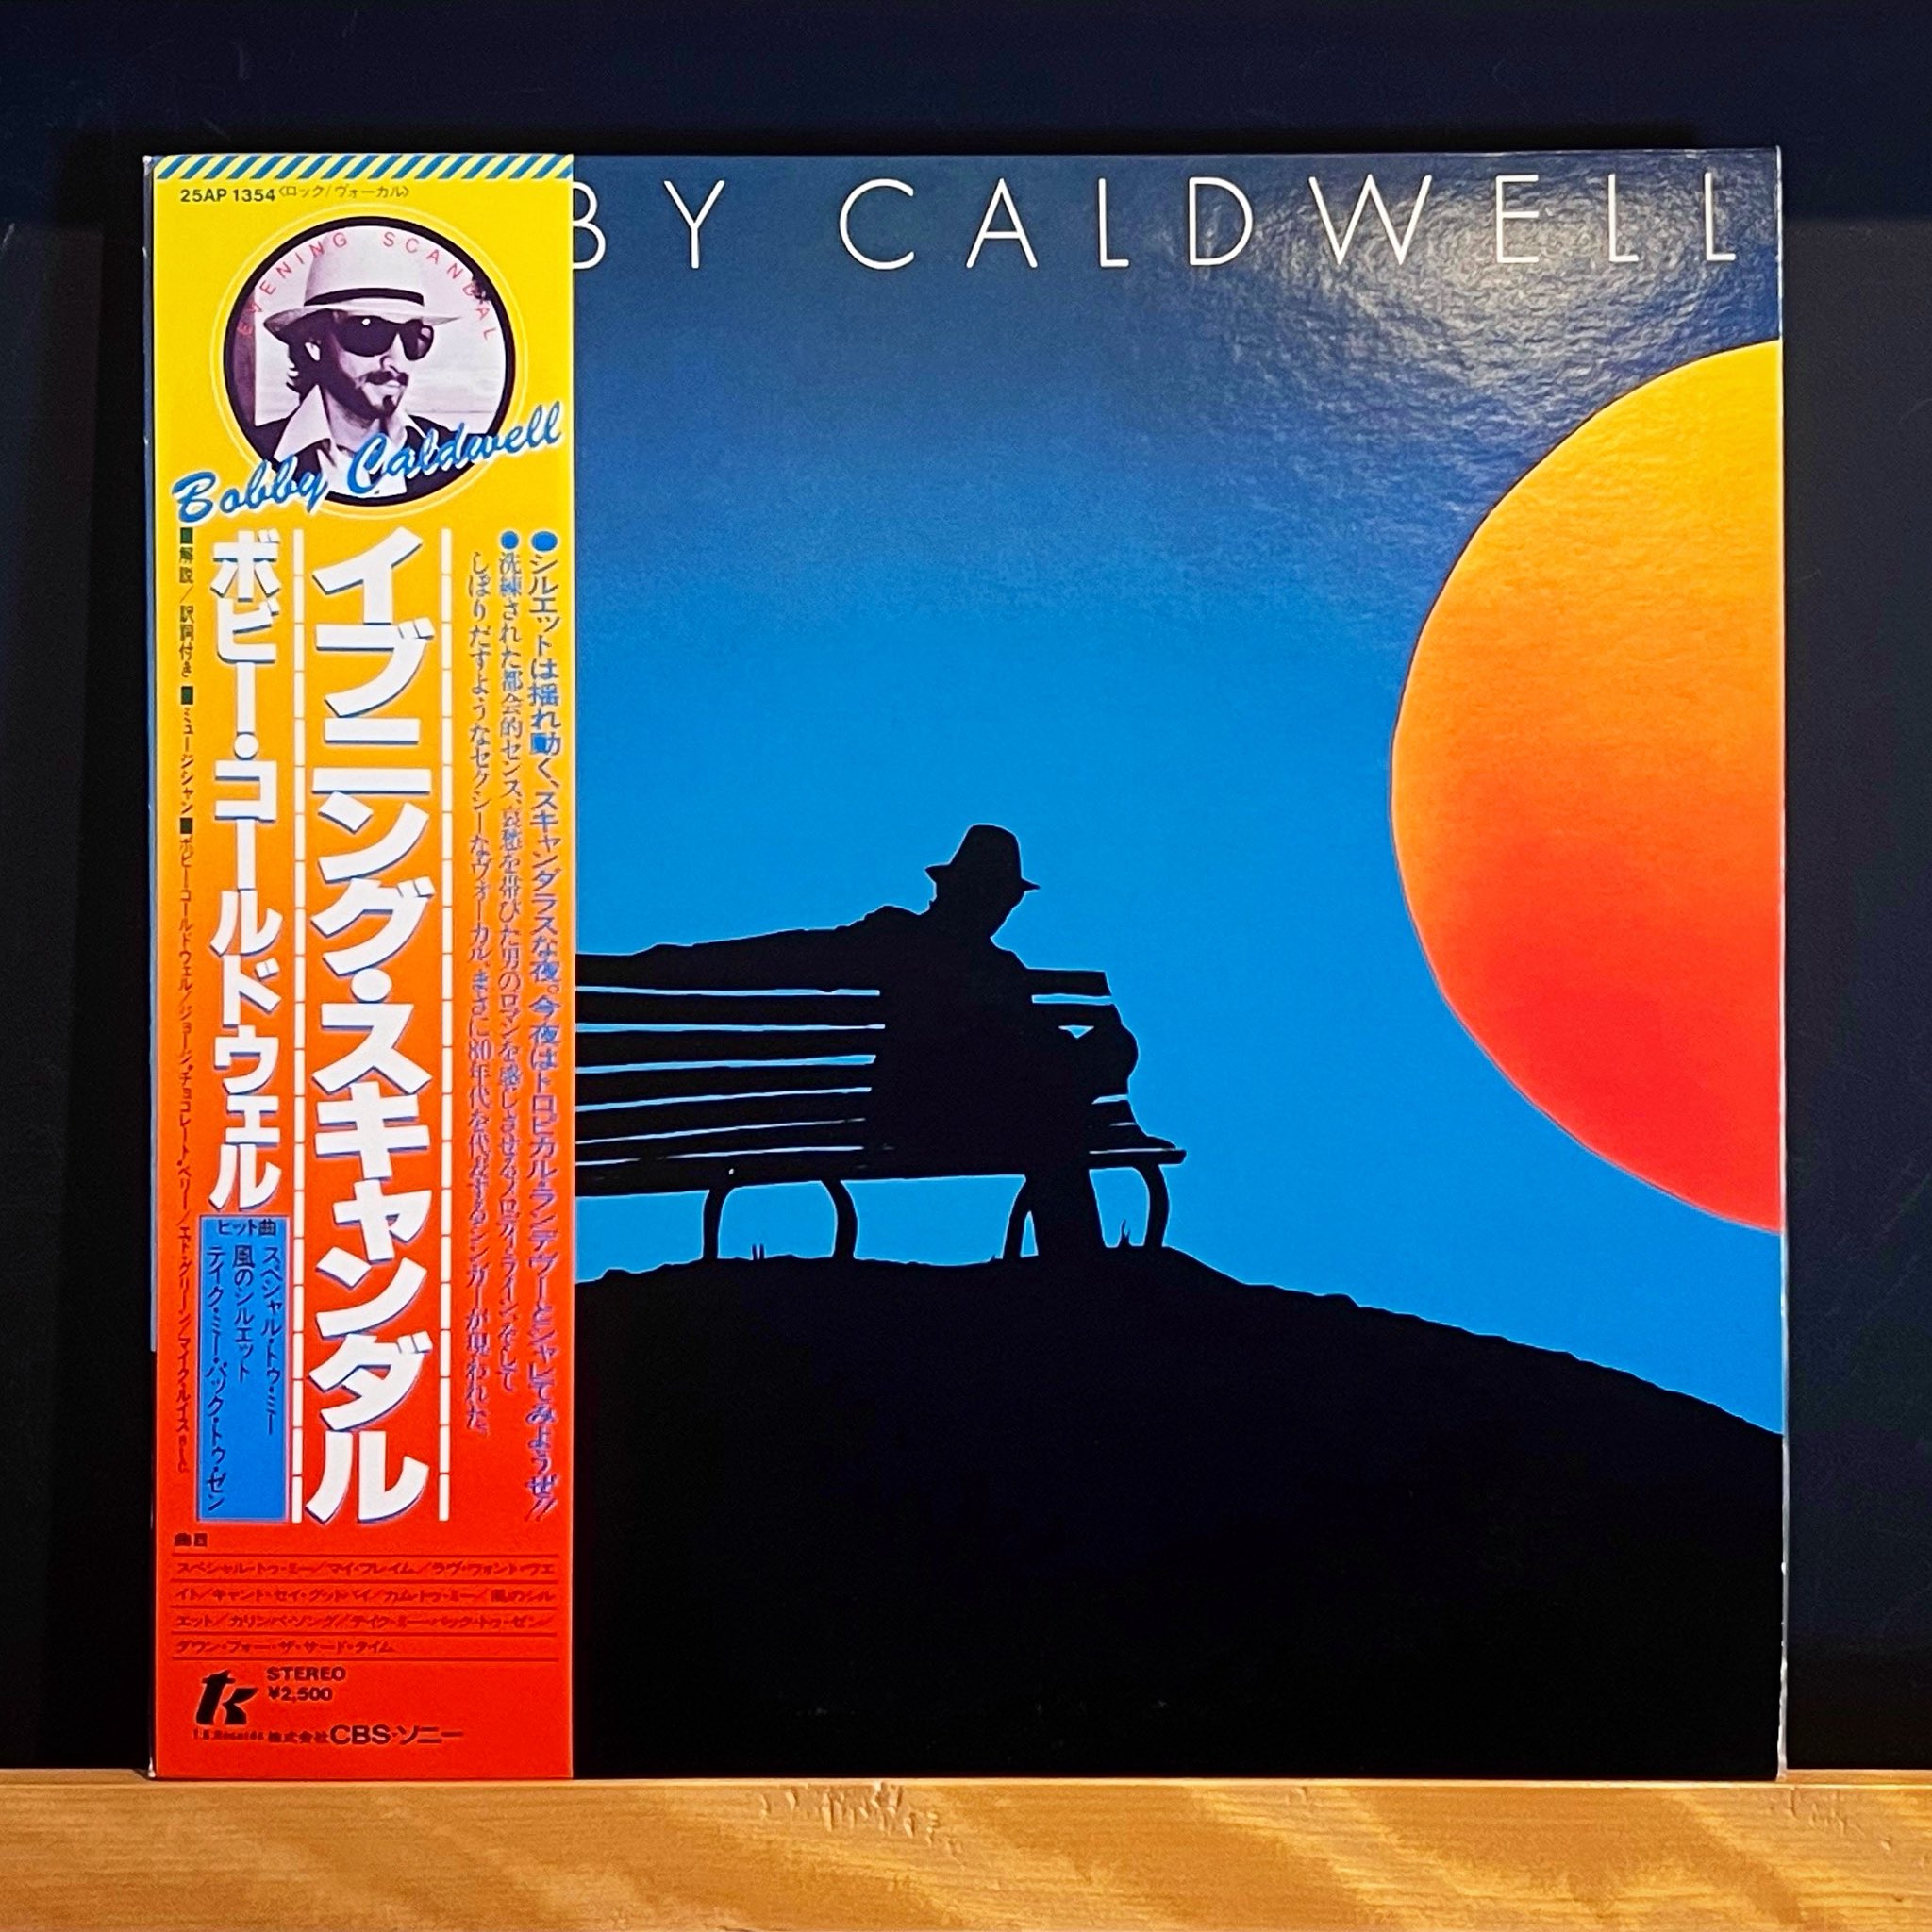 BY CALDWELL
25AP 1354 〈ロック/ヴォーカル〉
EVENING SCANDAL
Bobby Caldwell
●シルエットは揺れ動く、スキャンダラスな夜。今夜はトロピカル・ランデヴーとシャレてみようぜ!!
●洗練された都会的センス、哀愁を帯びた男のロマンを感じさせるメロディ・ライン、そして
しぼりだすようなセクシーなヴォーカル。まさに80年代を代表するシンガーが現われた。
イブニング・スキャンダル
ボビー・コールドウェル
■解説/訳詞付き ■ミュージシャン■ボビー・コールドウェル/ジョージ“チョコレート”ペリー/エド・グリーン/マイク・ルイス etc.
ヒット曲
スペシャル・トゥ・ミー
風のシルエット
テイク・ミー・バック・トゥ・ゼン
曲目
スペシャル・トゥ・ミー/マイ・フレイム/ラヴ・ウォント・ウエ
イト/キャント・セイ・グッドバイ/カム・トゥ・ミー/風のシル
エット/カリンバ・ソング/テイク・ミー・バック・トゥ・ゼン/
ダウン・フォー・ザ・サード・タイム
tk
STEREO
¥2,500
T.K.Records 株式会社CBS・ソニー